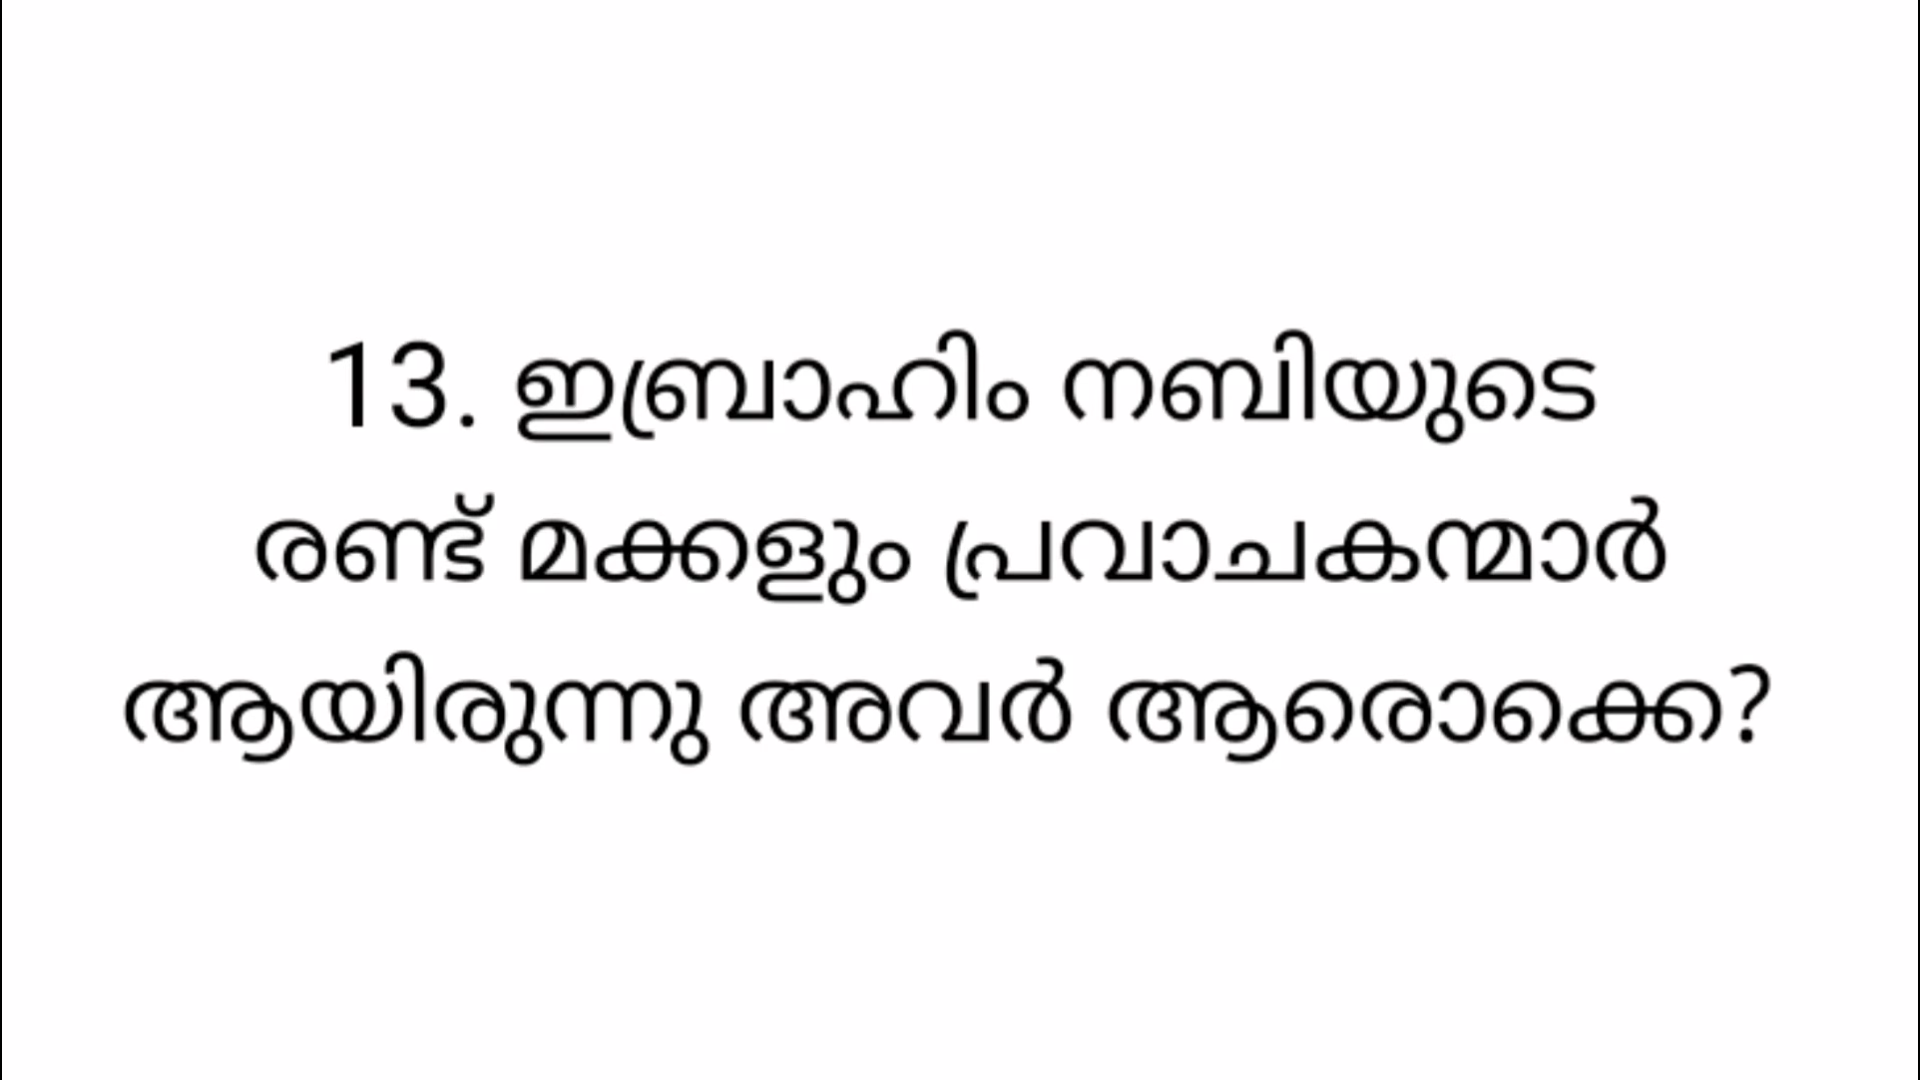 13. ഇബ്രാഹിം നബിയുടെ
രണ്ട് മക്കളും പ്രവാചകന്മാർ
ആയിരുന്നു അവർ ആരൊക്കെ?